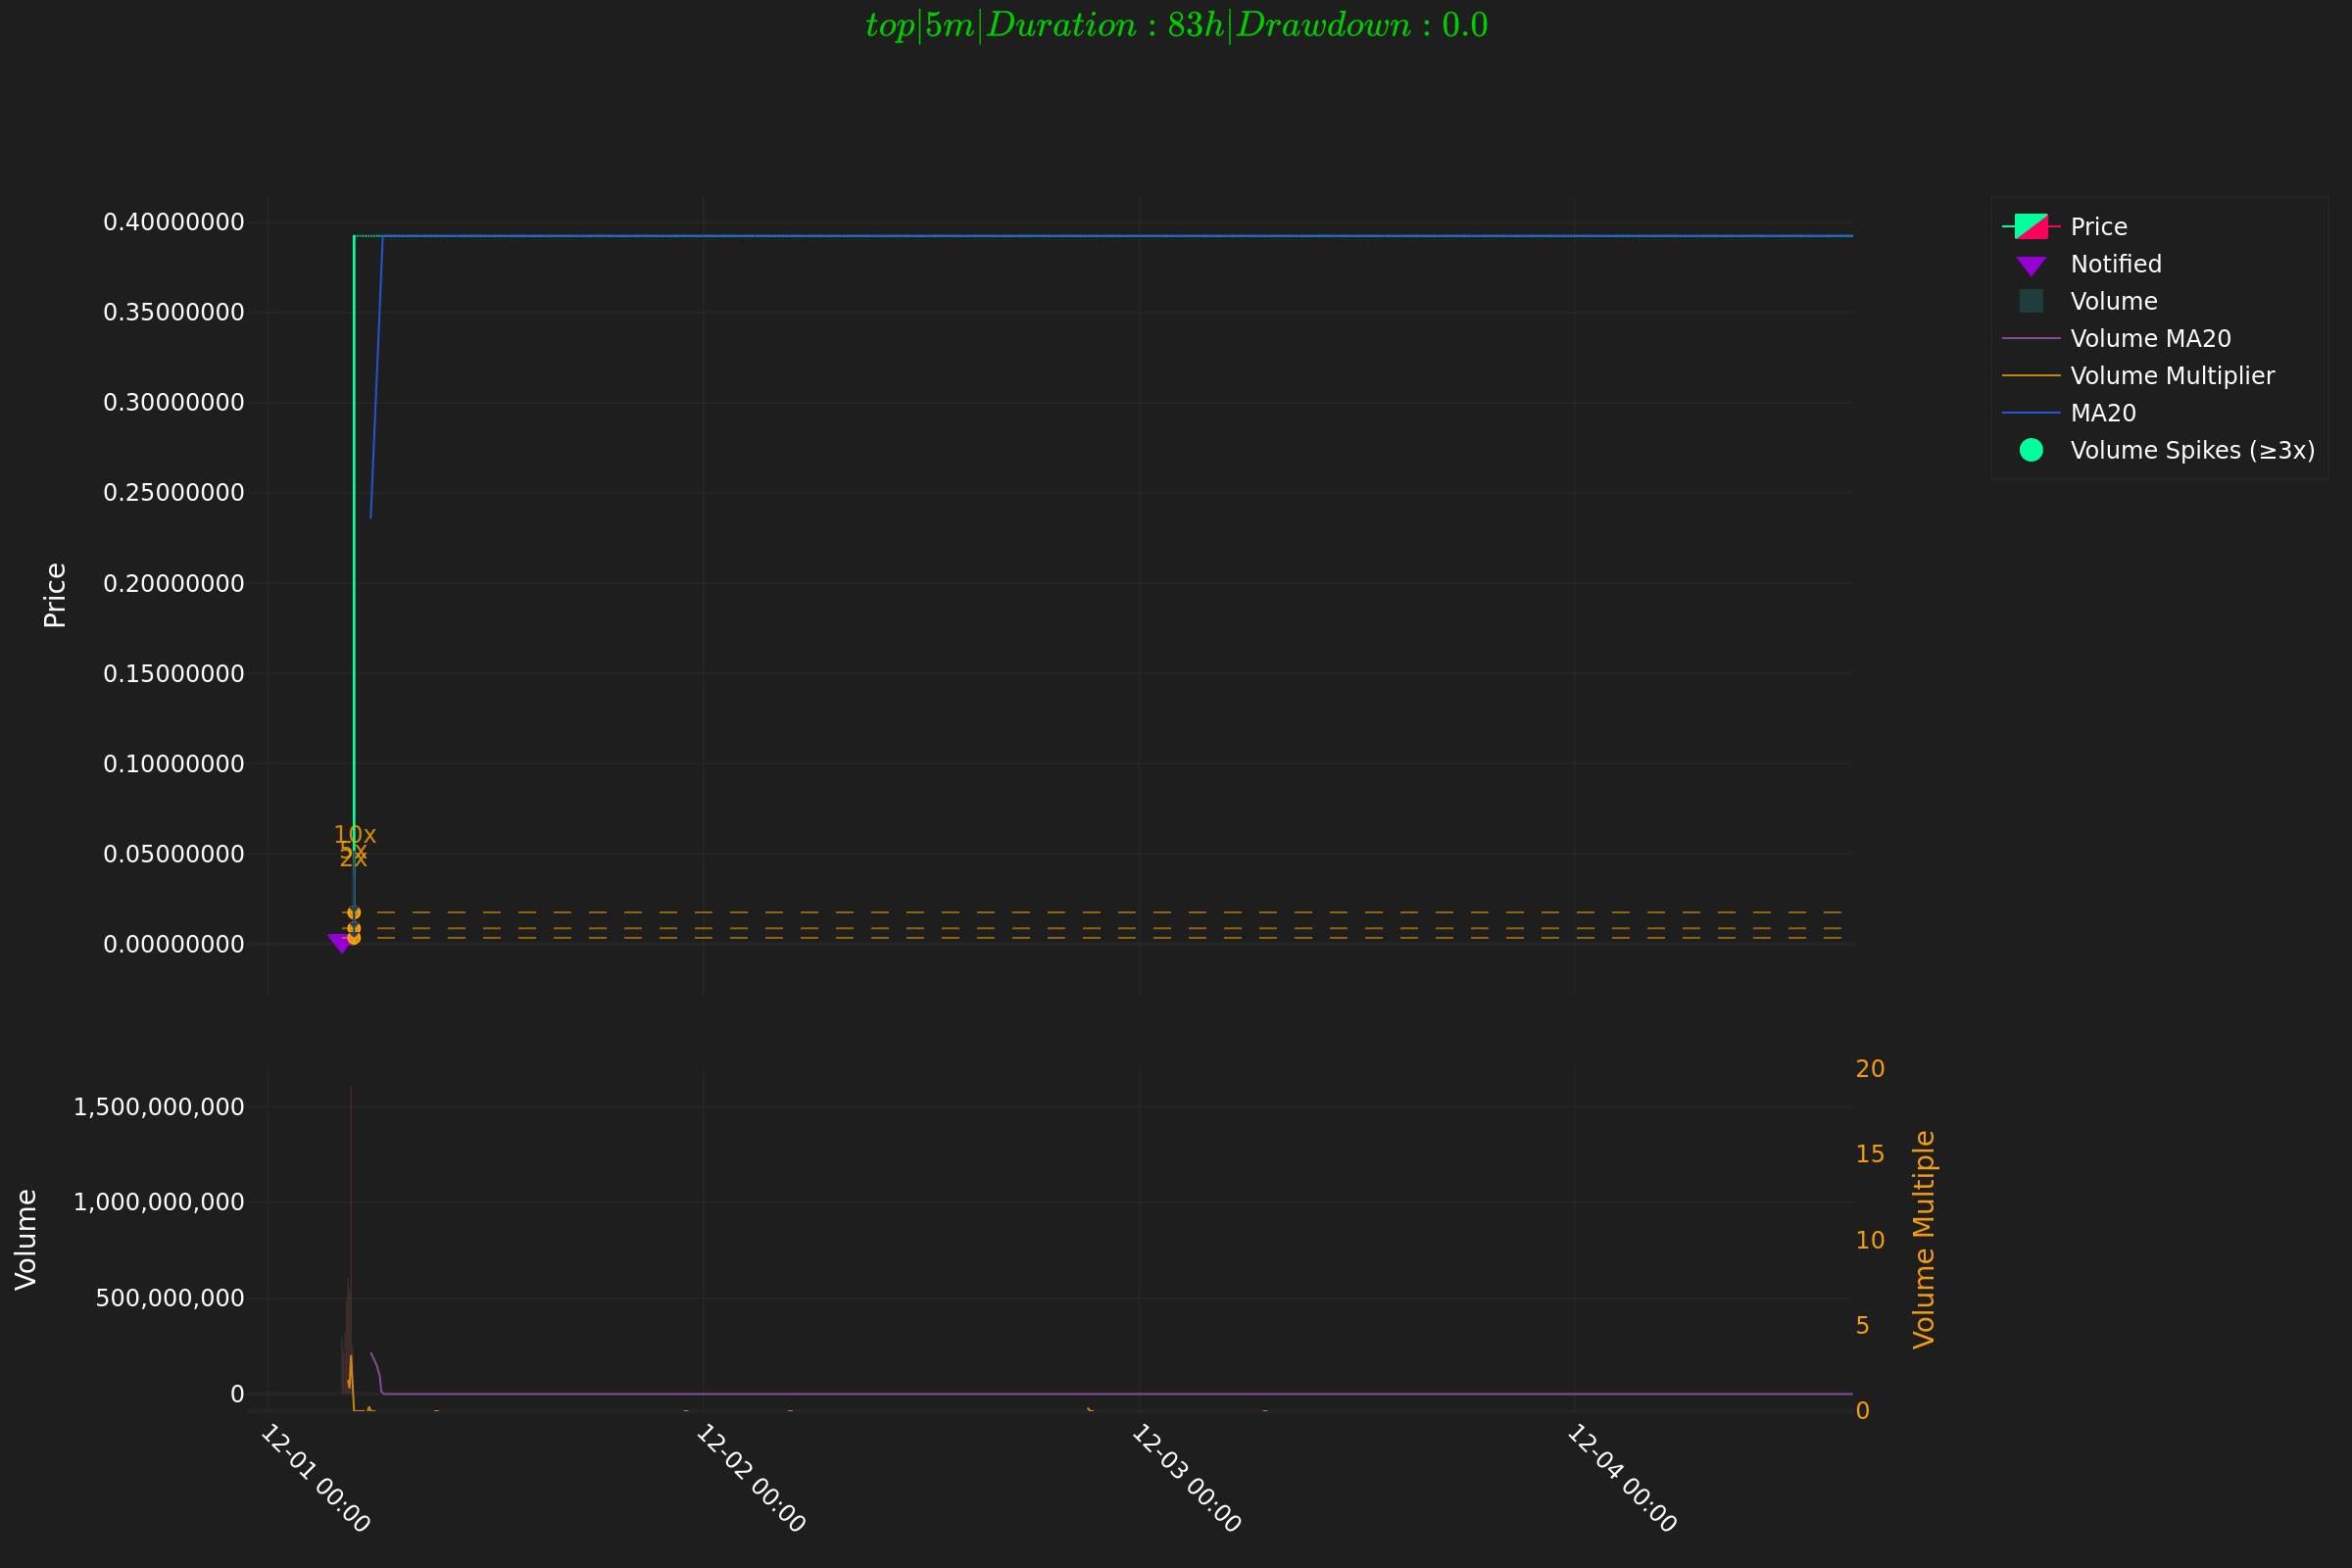 top|5m|Duration : 83h|Drawdown : 0.0
0.40000000
0.35000000
0.30000000
0.25000000
0.20000000
0.15000000
0.10000000
0.05000000
0.00000000
Price
10x
5x
2x
Price
Notified
Volume
Volume MA20
Volume Multiplier
MA20
Volume Spikes (≥3x)
1,500,000,000
1,000,000,000
500,000,000
0
Volume
20
15
10
5
0
Volume Multiple
12-01 00:00
12-02 00:00
12-03 00:00
12-04 00:00